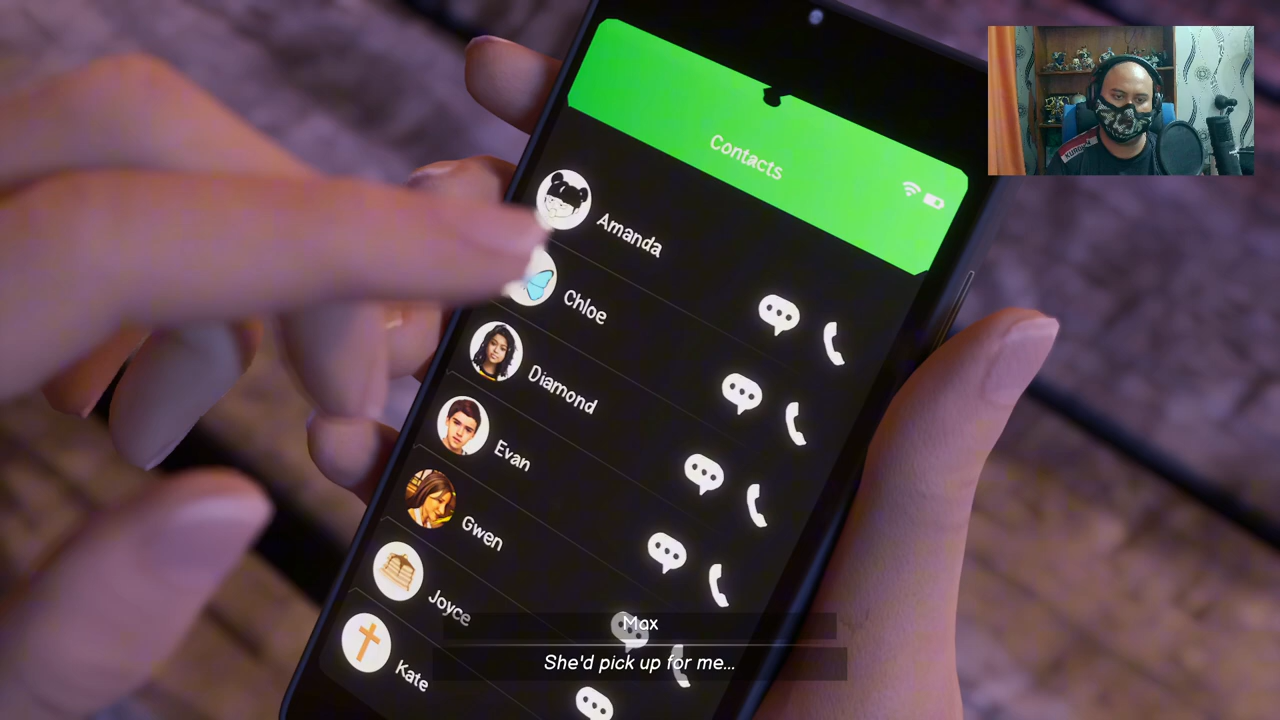 Contacts
Amanda
Chloe
Diamond
Evan
Gwen
Joyce
Kate
Max
She'd pick up for me...